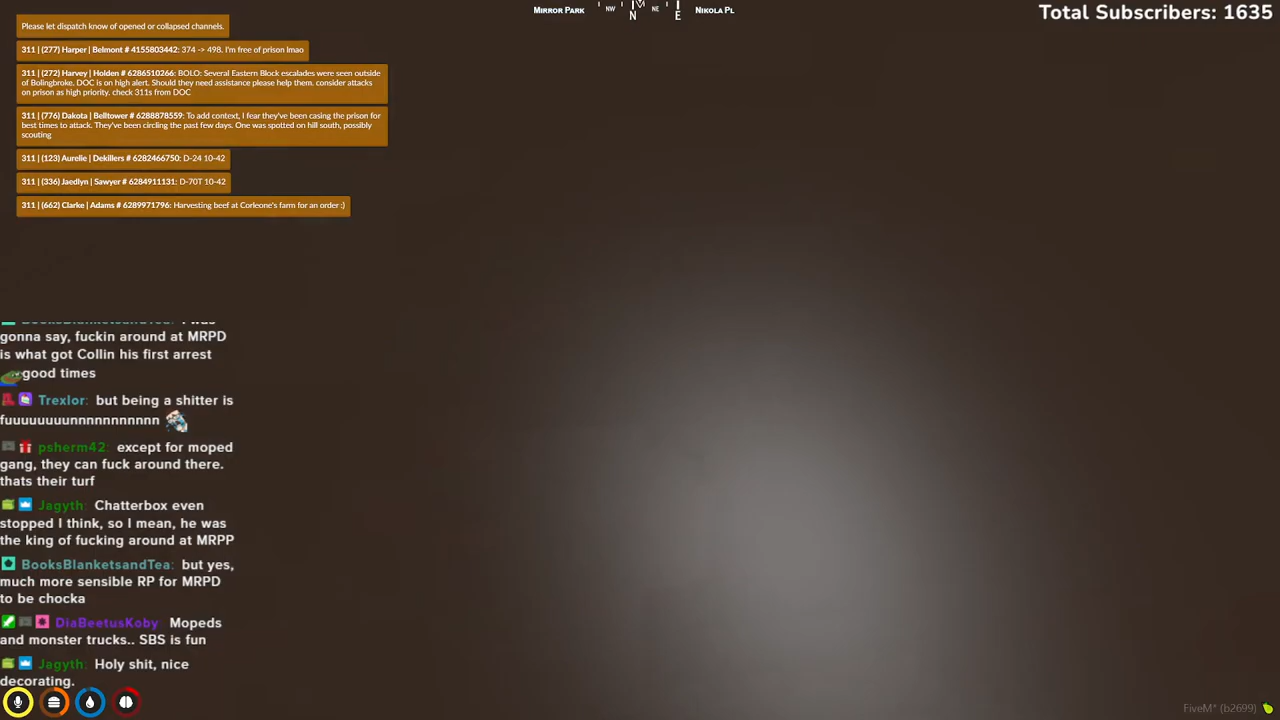 MIRROR PARK
NW
N
NE
E
NIKOLA PL
Total Subscribers: 1635
Please let dispatch know of opened or collapsed channels.
311 | (277) Harper | Belmont # 4155803442: 374 -> 498. I'm free of prison lmao
311 | (272) Harvey | Holden # 6286510266: BOLO: Several Eastern Block escalades were seen outside
of Bolingbroke. DOC is on high alert. Should they need assistance please help them. consider attacks
on prison as high priority. check 311s from DOC
311 | (776) Dakota | Belltower # 6288878559: To add context, I fear they've been casing the prison for
best times to attack. They've been circling the past few days. One was spotted on hill south, possibly
scouting
311 | (123) Aurelie | Dekillers # 6282466750: D-24 10-42
311 | (336) Jaedlyn | Sawyer # 6284911131: D-70T 10-42
311 | (662) Clarke | Adams # 6289971796: Harvesting beef at Corleone's farm for an order :)
BooksBlanketsandTea: I was
gonna say, fuckin around at MRPD
is what got Collin his first arrest
good times
Trexlor: but being a shitter is
fuuuuuuuunnnnnnnnnnn
psherm42: except for moped
gang, they can fuck around there.
thats their turf
Jagyth: Chatterbox even
stopped I think, so I mean, he was
the king of fucking around at MRPP
BooksBlanketsandTea: but yes,
much more sensible RP for MRPD
to be chocka
DiaBeetusKoby: Mopeds
and monster trucks.. SBS is fun
Jagyth: Holy shit, nice
decorating.
FiveM* (b2699)